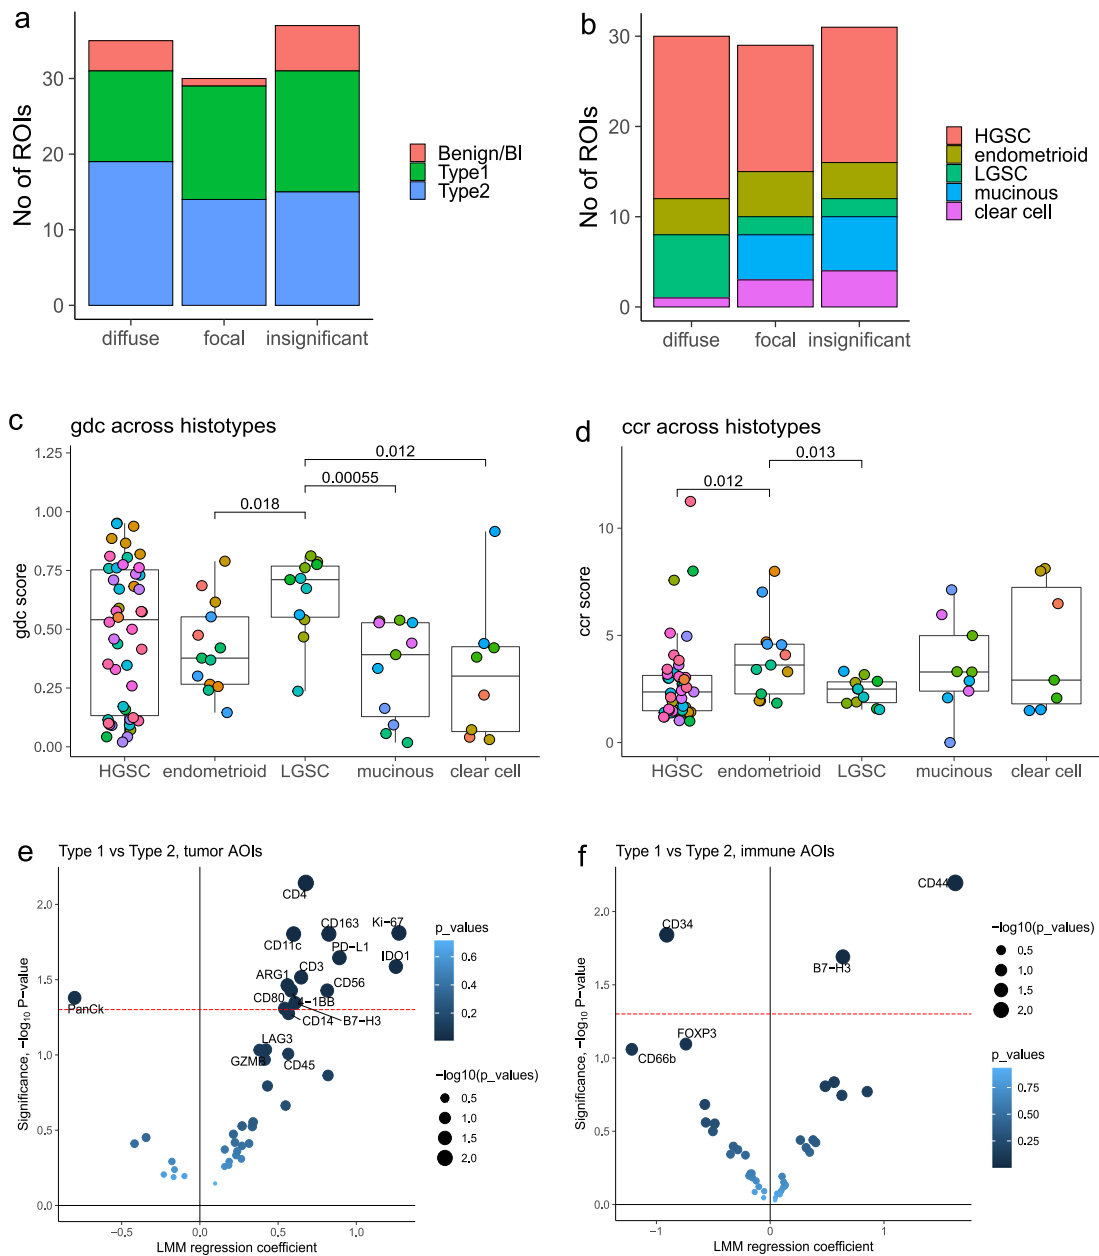 a
No of ROIs
30
20
10
0
diffuse
focal
insignificant
Benign/Bl
Type1
Type2
b
No of ROIs
30
20
10
0
diffuse
focal
insignificant
HGSC
endometrioid
LGSC
mucinous
clear cell
c
gdc across histotypes
gdc score
1.25
1.00
0.75
0.50
0.25
0.00
0.012
0.00055
0.018
HGSC
endometrioid
LGSC
mucinous
clear cell
d
ccr across histotypes
ccr score
10
5
0
0.013
0.012
HGSC
endometrioid
LGSC
mucinous
clear cell
e
Type 1 vs Type 2, tumor AOIs
Significance, −log10 P−value
2.0
1.5
1.0
0.5
0.0
CD4
CD163
Ki−67
CD11c
PD−L1
IDO1
CD3
ARG1
CD56
CD80
4−1BB
PanCk
CD14
B7−H3
LAG3
GZMB
CD45
−0.5
0.0
0.5
1.0
LMM regression coefficient
p_values
0.6
0.4
0.2
−log10(p_values)
0.5
1.0
1.5
2.0
f
Type 1 vs Type 2, immune AOIs
Significance, −log10 P−value
2.0
1.5
1.0
0.5
0.0
CD44
CD34
B7−H3
FOXP3
CD66b
−1
0
1
LMM regression coefficient
−log10(p_values)
0.5
1.0
1.5
2.0
p_values
0.75
0.50
0.25